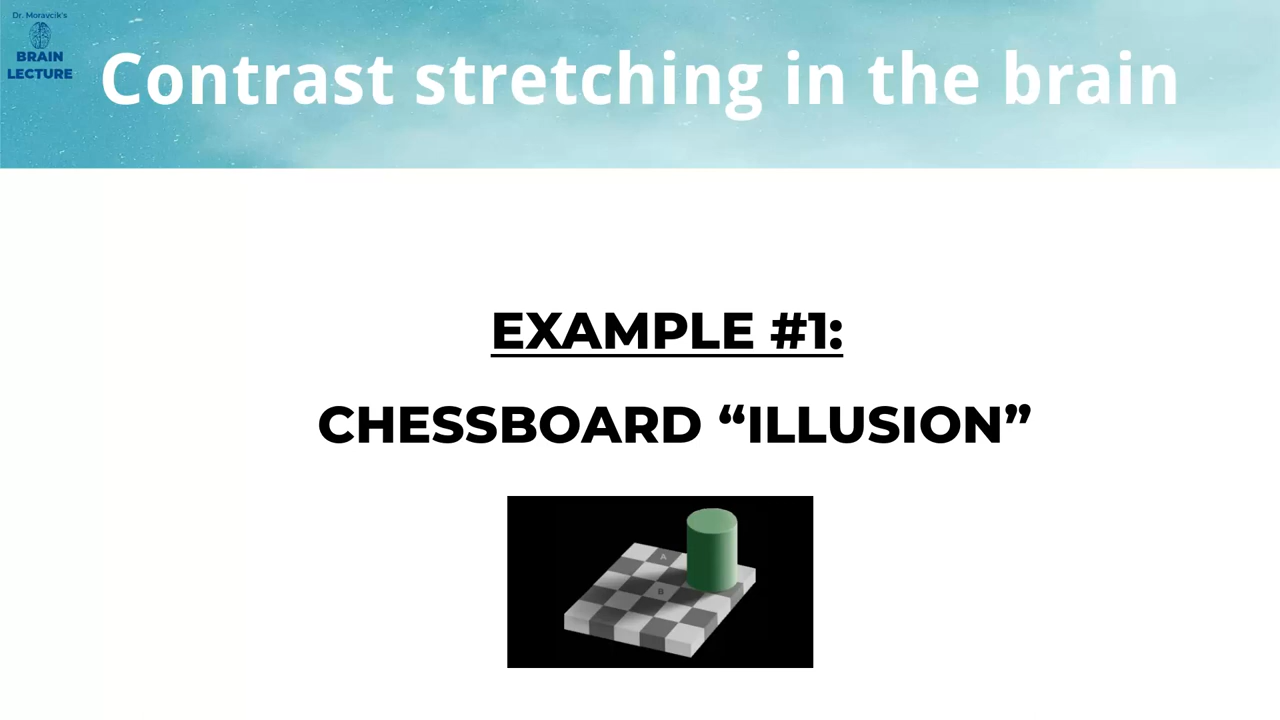 Dr. Moravcik's
BRAIN
LECTURE
Contrast stretching in the brain
EXAMPLE #1:
CHESSBOARD “ILLUSION”
A
B